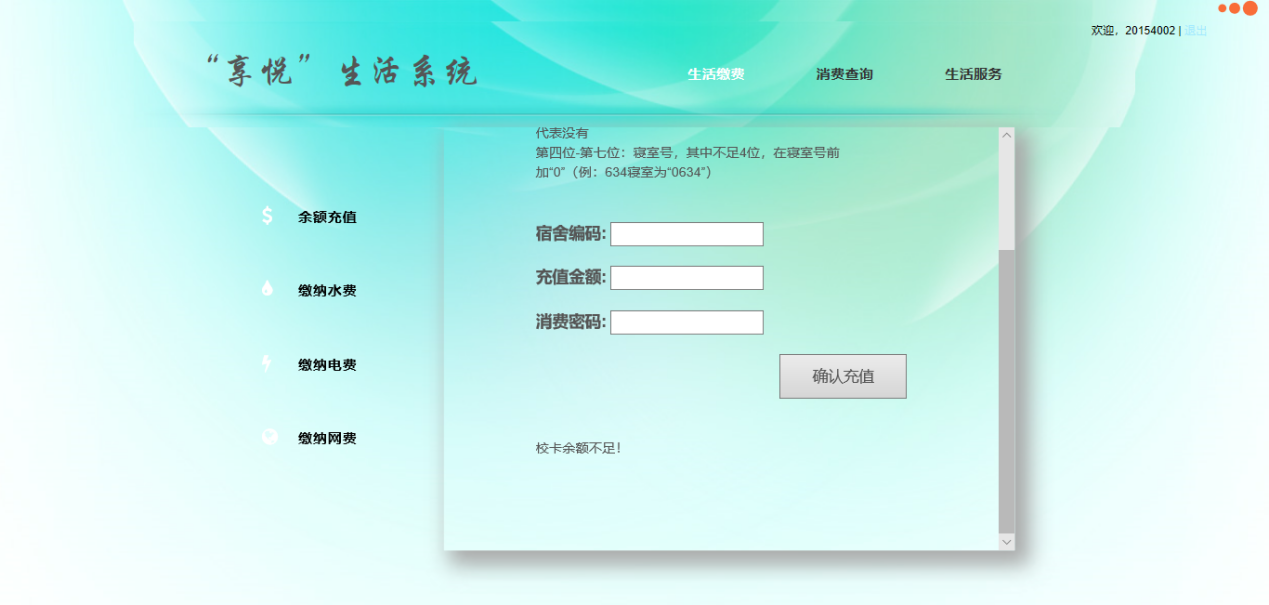 欢迎，20154002 | 退出
“享悦”生活系统
生活缴费 消费查询 生活服务
代表没有
第四位-第七位：寝室号，其中不足4位，在寝室号前
加“0”（例：634寝室为“0634”）
余额充值
缴纳水费
缴纳电费
缴纳网费
宿舍编码:
充值金额:
消费密码:
确认充值
校卡余额不足！